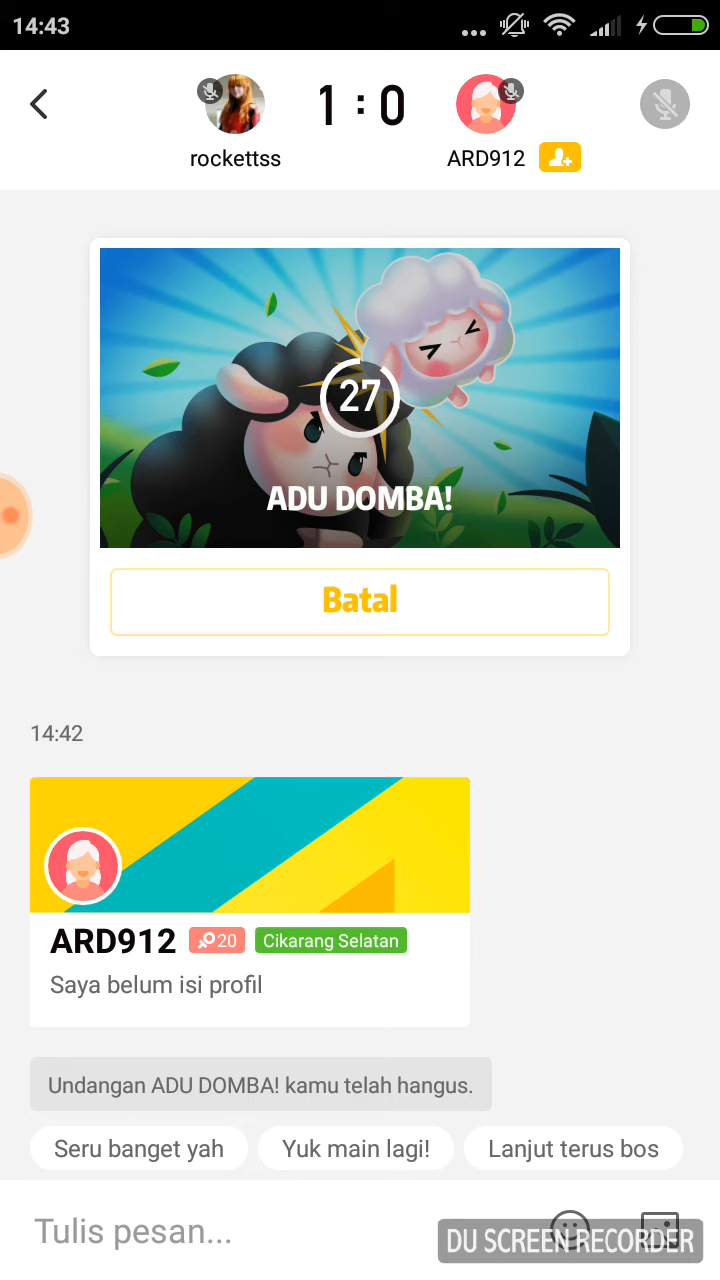 14:43
1 : 0
rockettss
ARD912
27
ADU DOMBA!
Batal
14:42
ARD912
20
Cikarang Selatan
Saya belum isi profil
Undangan ADU DOMBA! kamu telah hangus.
Seru banget yah
Yuk main lagi!
Lanjut terus bos
Tulis pesan...
DU SCREEN RECORDER